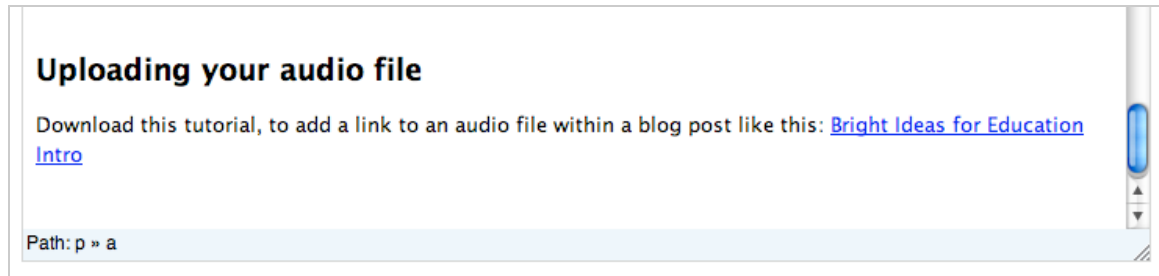 Uploading your audio file
Download this tutorial, to add a link to an audio file within a blog post like this: Bright Ideas for Education
Intro
Path: p » a